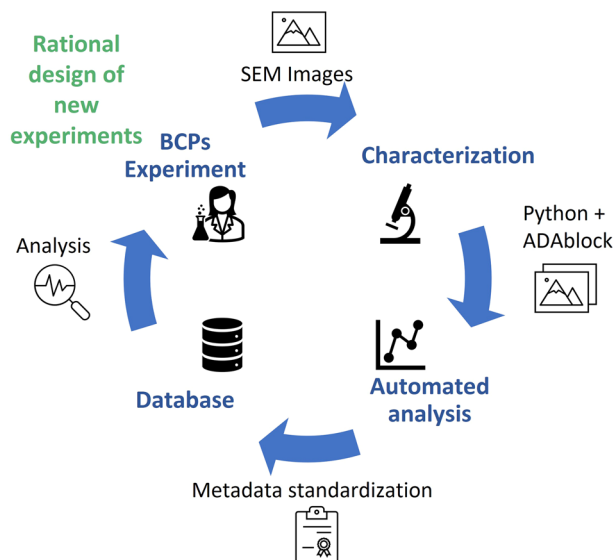 Rational
design of
new
experiments
SEM Images
BCPs
Experiment
Characterization
Python +
ADAblock
Analysis
Database
Automated
analysis
Metadata standardization